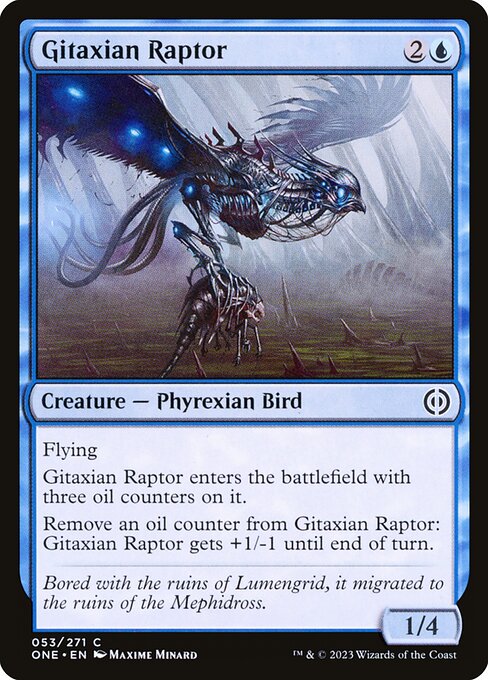 Gitaxian Raptor 2
Creature — Phyrexian Bird
Flying
Gitaxian Raptor enters the battlefield with
three oil counters on it.
Remove an oil counter from Gitaxian Raptor:
Gitaxian Raptor gets +1/-1 until end of turn.
Bored with the ruins of Lumengrid, it migrated to
the ruins of the Mephidross.
1/4
053/271 C
ONE • EN Maxime Minard
™ & © 2023 Wizards of the Coast